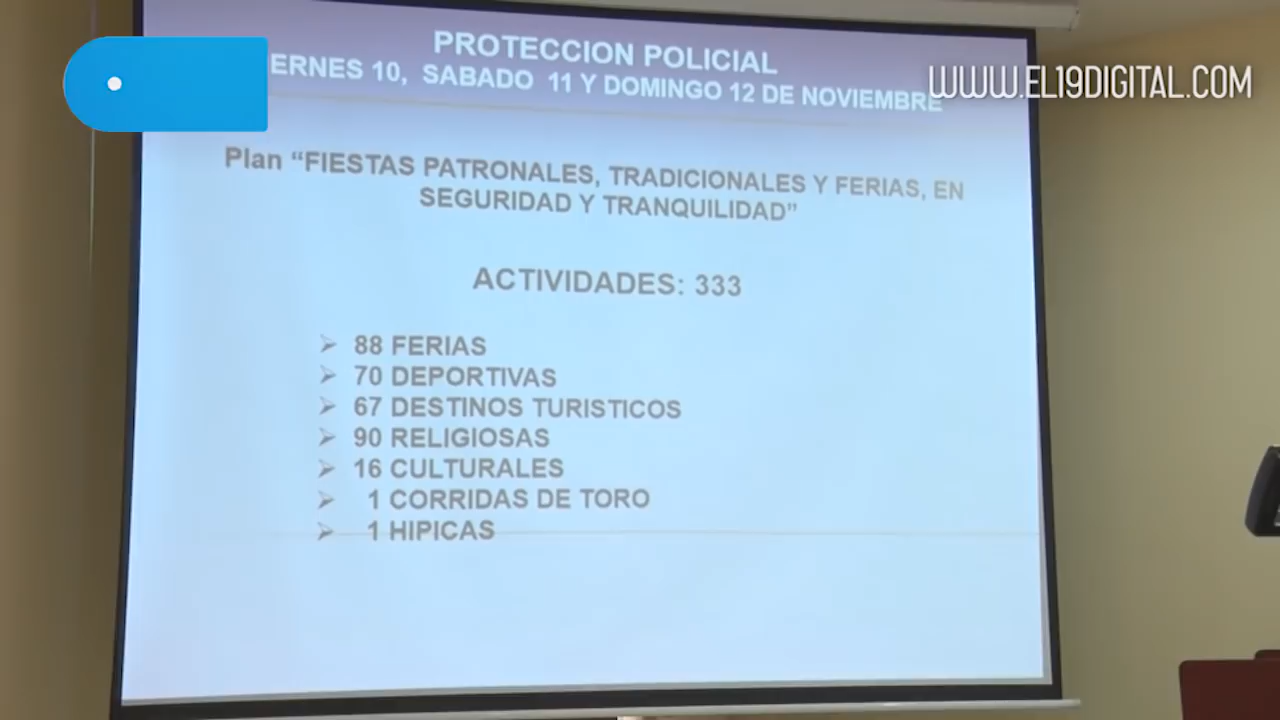 PROTECCION POLICIAL
ERNES 10, SABADO 11 Y DOMINGO 12 DE NOVIEMBRE
WWW.EL19DIGITAL.COM
Plan “FIESTAS PATRONALES, TRADICIONALES Y FERIAS, EN
SEGURIDAD Y TRANQUILIDAD”
ACTIVIDADES: 333
88 FERIAS
70 DEPORTIVAS
67 DESTINOS TURISTICOS
90 RELIGIOSAS
16 CULTURALES
1 CORRIDAS DE TORO
1 HIPICAS